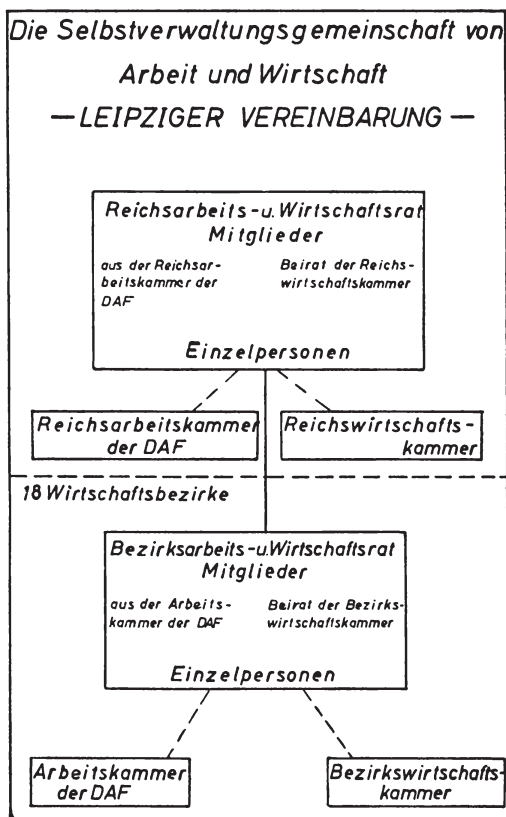 Die Selbstverwaltungsgemeinschaft von
Arbeit und Wirtschaft
— LEIPZIGER VEREINBARUNG —
Reichsarbeits-u.Wirtschaftsrat
Mitglieder
aus der Reichsar-
beitskammer der
DAF
Beirat der Reichs-
wirtschaftskammer
Einzelpersonen
Reichsarbeitskammer
der DAF
Reichswirtschafts-
kammer
18 Wirtschaftsbezirke
Bezirksarbeits-u.Wirtschaftsrat
Mitglieder
aus der Arbeits-
kammer der DAF
Beirat der Bezirks-
wirtschaftskammer
Einzelpersonen
Arbeitskammer
der DAF
Bezirkswirtschafts-
kammer